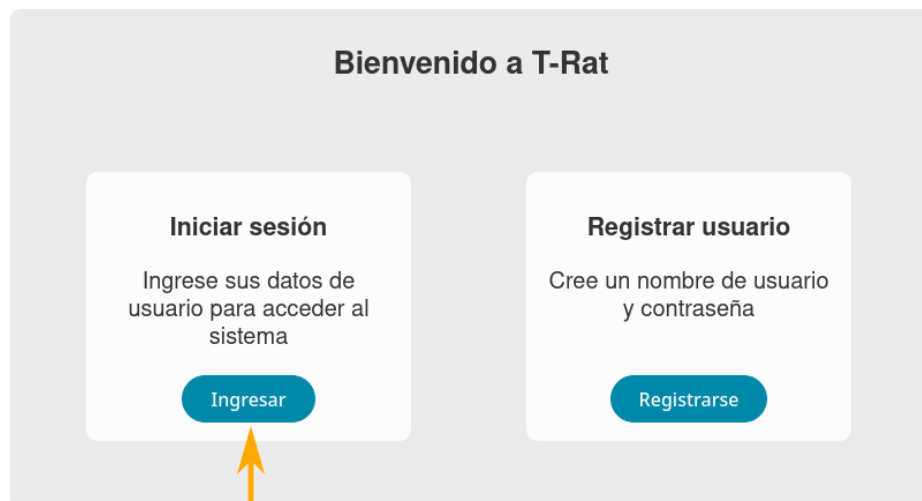 Bienvenido a T-Rat
Iniciar sesión
Ingrese sus datos de
usuario para acceder al
sistema
Ingresar
Registrar usuario
Cree un nombre de usuario
y contraseña
Registrarse